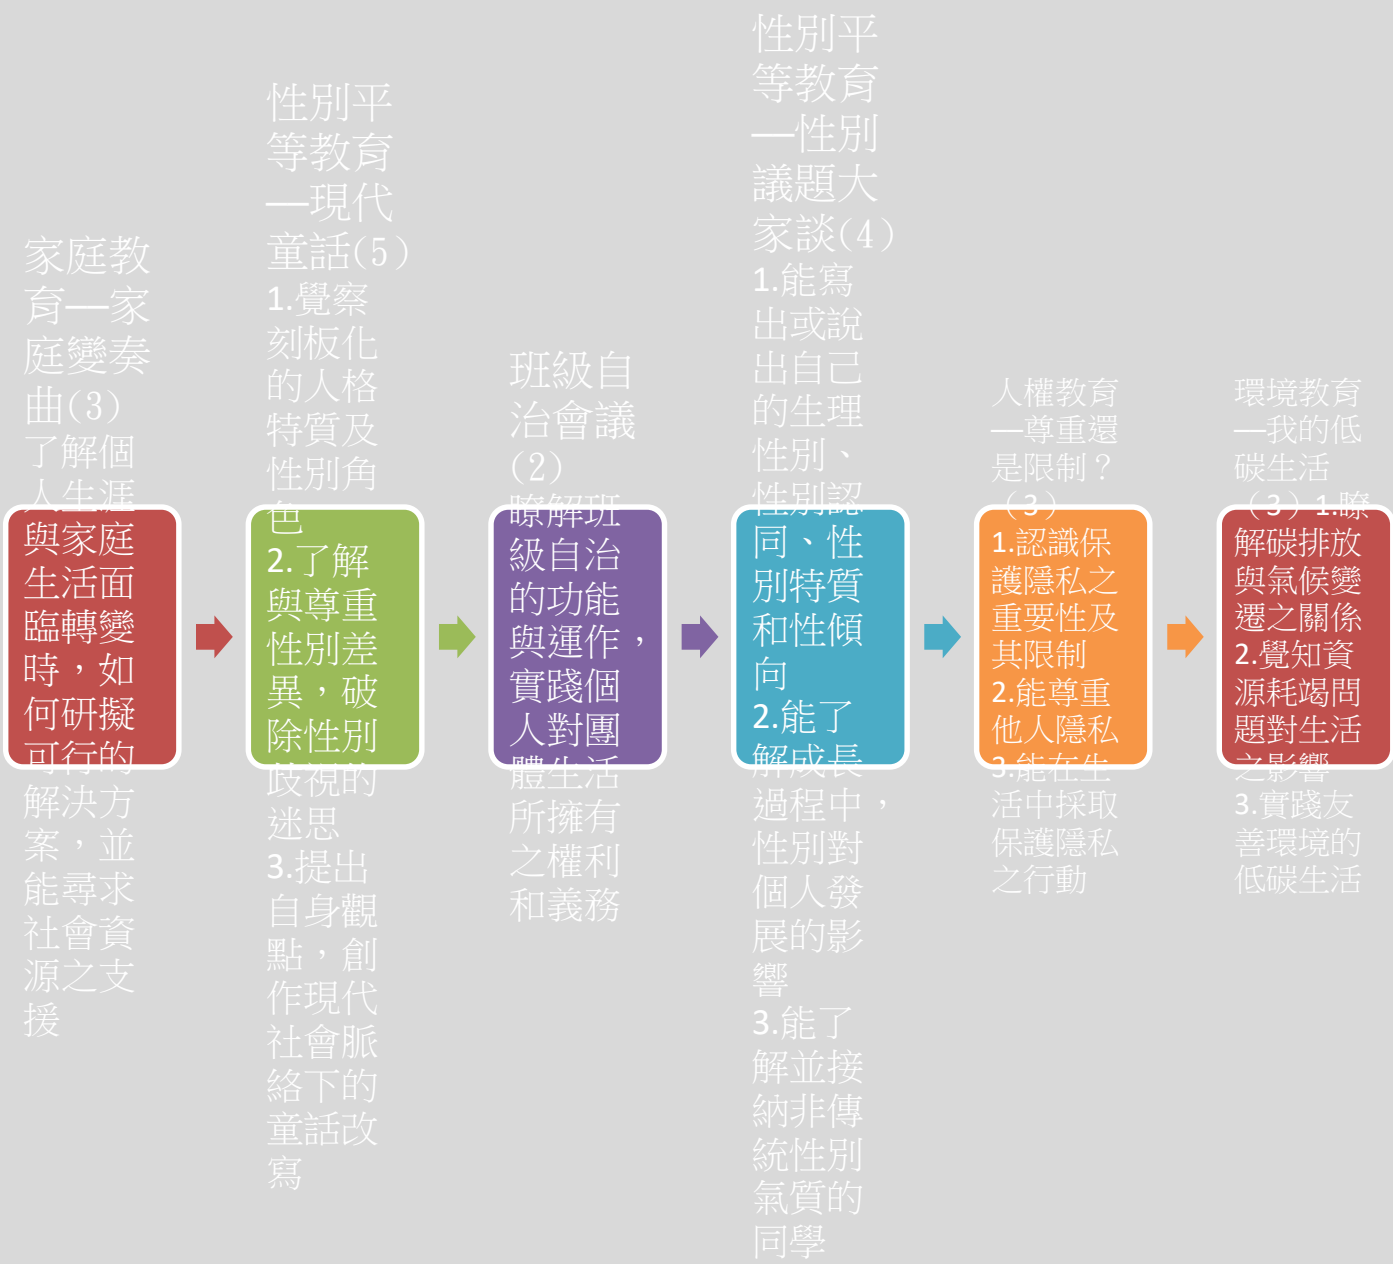 家庭教
育──家
庭變奏
曲(3)
了解個
人生涯
與家庭
生活面
臨轉變
時，如
何研擬
可行的
解決方
案，並
能尋求
社會資
源之支
援
性別平
等教育
──現代
童話(5)
1.覺察
刻板化
的人格
特質及
性別角
色
2.了解
與尊重
性別差
異，破
除性別
歧視的
迷思
3.提出
自身觀
點，創
作現代
社會脈
絡下的
童話改
寫
班級自
治會議
(2)
瞭解班
級自治
的功能
與運作，
實踐個
人對團
體生活
所擁有
之權利
和義務
性別平
等教育
──性別
議題大
家談(4)
1.能寫
出或說
出自己
的生理
性別、
性別認
同、性
別特質
和性傾
向
2.能了
解成長
過程中，
性別對
個人發
展的影
響
3.能了
解並接
納非傳
統性別
氣質的
同學
人權教育
─尊重還
是限制？
（3）
1.認識保
護隱私之
重要性及
其限制
2.能尊重
他人隱私
3.能在生
活中採取
保護隱私
之行動
環境教育
─我的低
碳生活
（3）1.瞭
解碳排放
與氣候變
遷之關係
2.覺知資
源耗竭問
題對生活
之影響
3.實踐友
善環境的
低碳生活